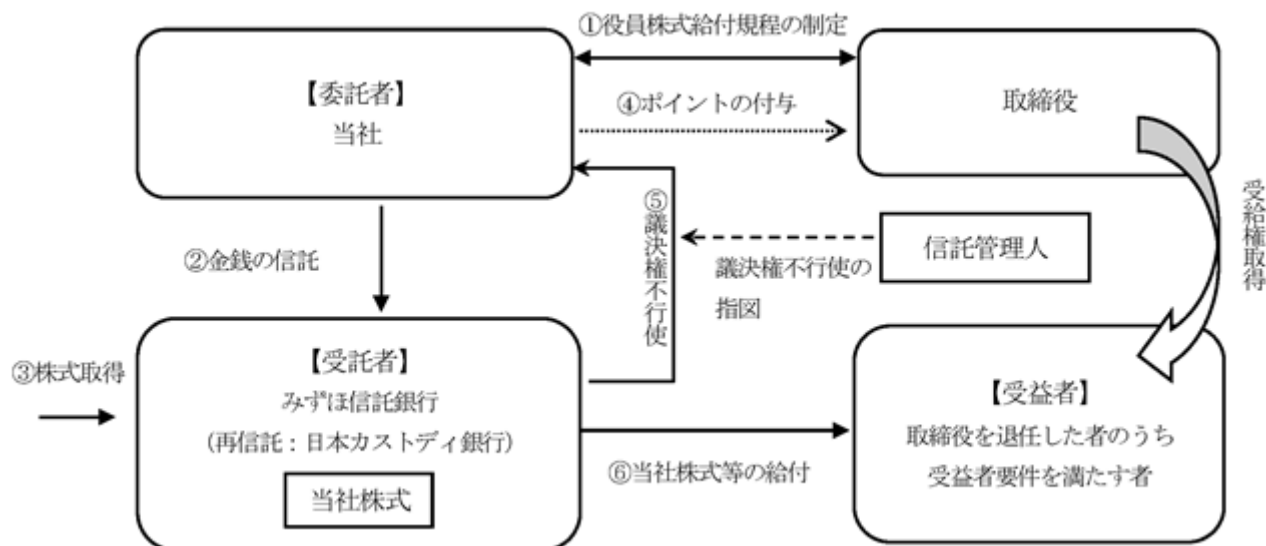 ①役員株式給付規程の制定
【委託者】
当社
④ポイントの付与
取締役
②金銭の信託
⑤議決権不行使
議決権不行使の
指図
信託管理人
受給権取得
③株式取得
【受託者】
みずほ信託銀行
(再信託:日本カストディ銀行)
当社株式
⑥当社株式等の給付
【受益者】
取締役を退任した者のうち
受益者要件を満たす者